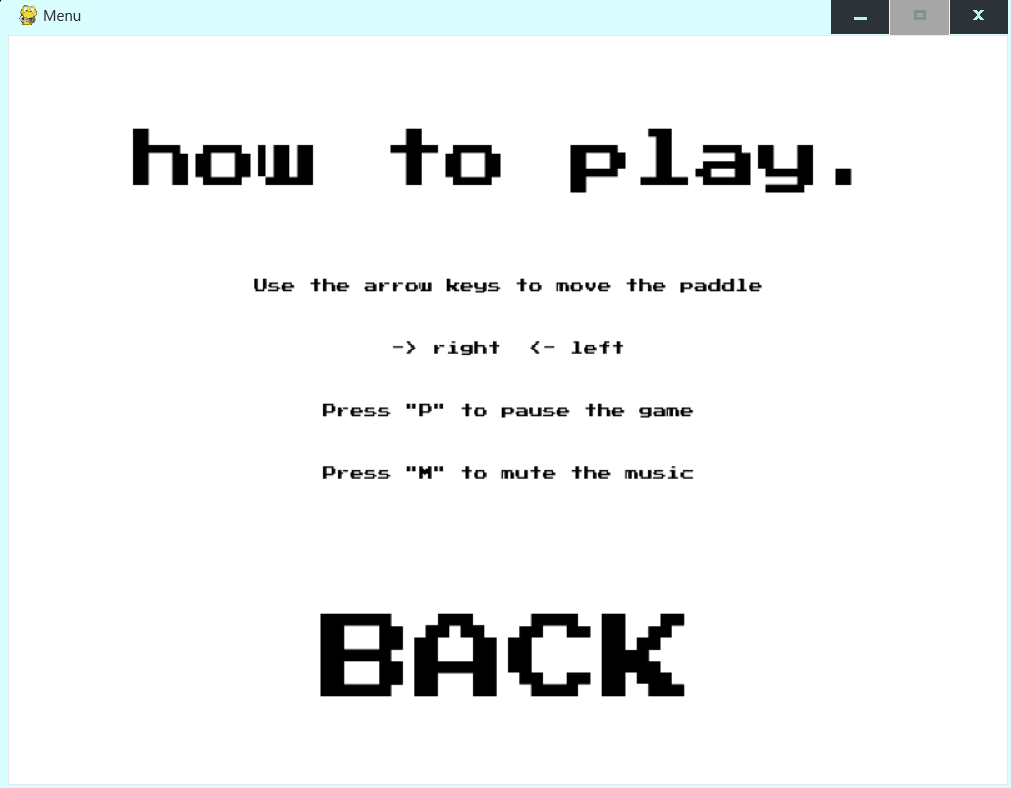 Menu
how to play.
Use the arrow keys to move the paddle
-> right <- left
Press "P" to pause the game
Press "M" to mute the music
BACK